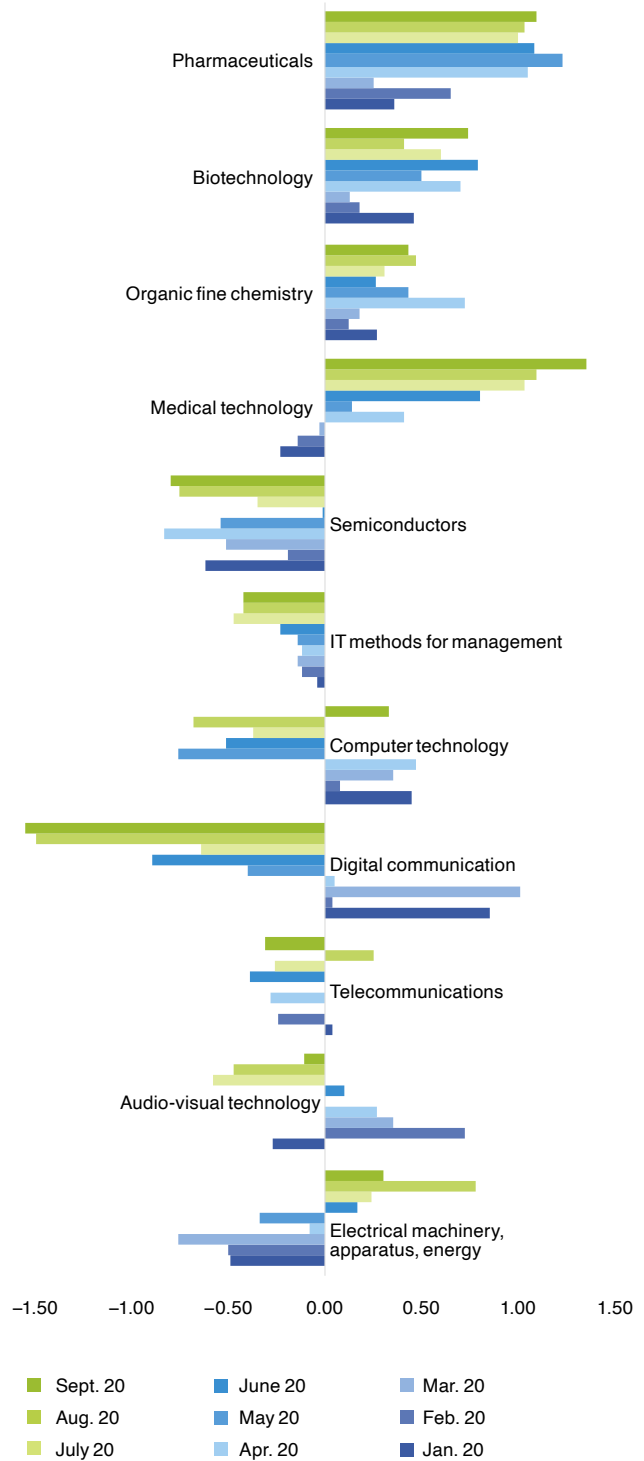 Pharmaceuticals
Biotechnology
Organic fine chemistry
Medical technology
Semiconductors
IT methods for management
Computer technology
Digital communication
Telecommunications
Audio-visual technology
Electrical machinery,
apparatus, energy
−1.50 −1.00 −0.50 0.00 0.50 1.00 1.50
Sept. 20 June 20 Mar. 20
Aug. 20 May 20 Feb. 20
July 20 Apr. 20 Jan. 20